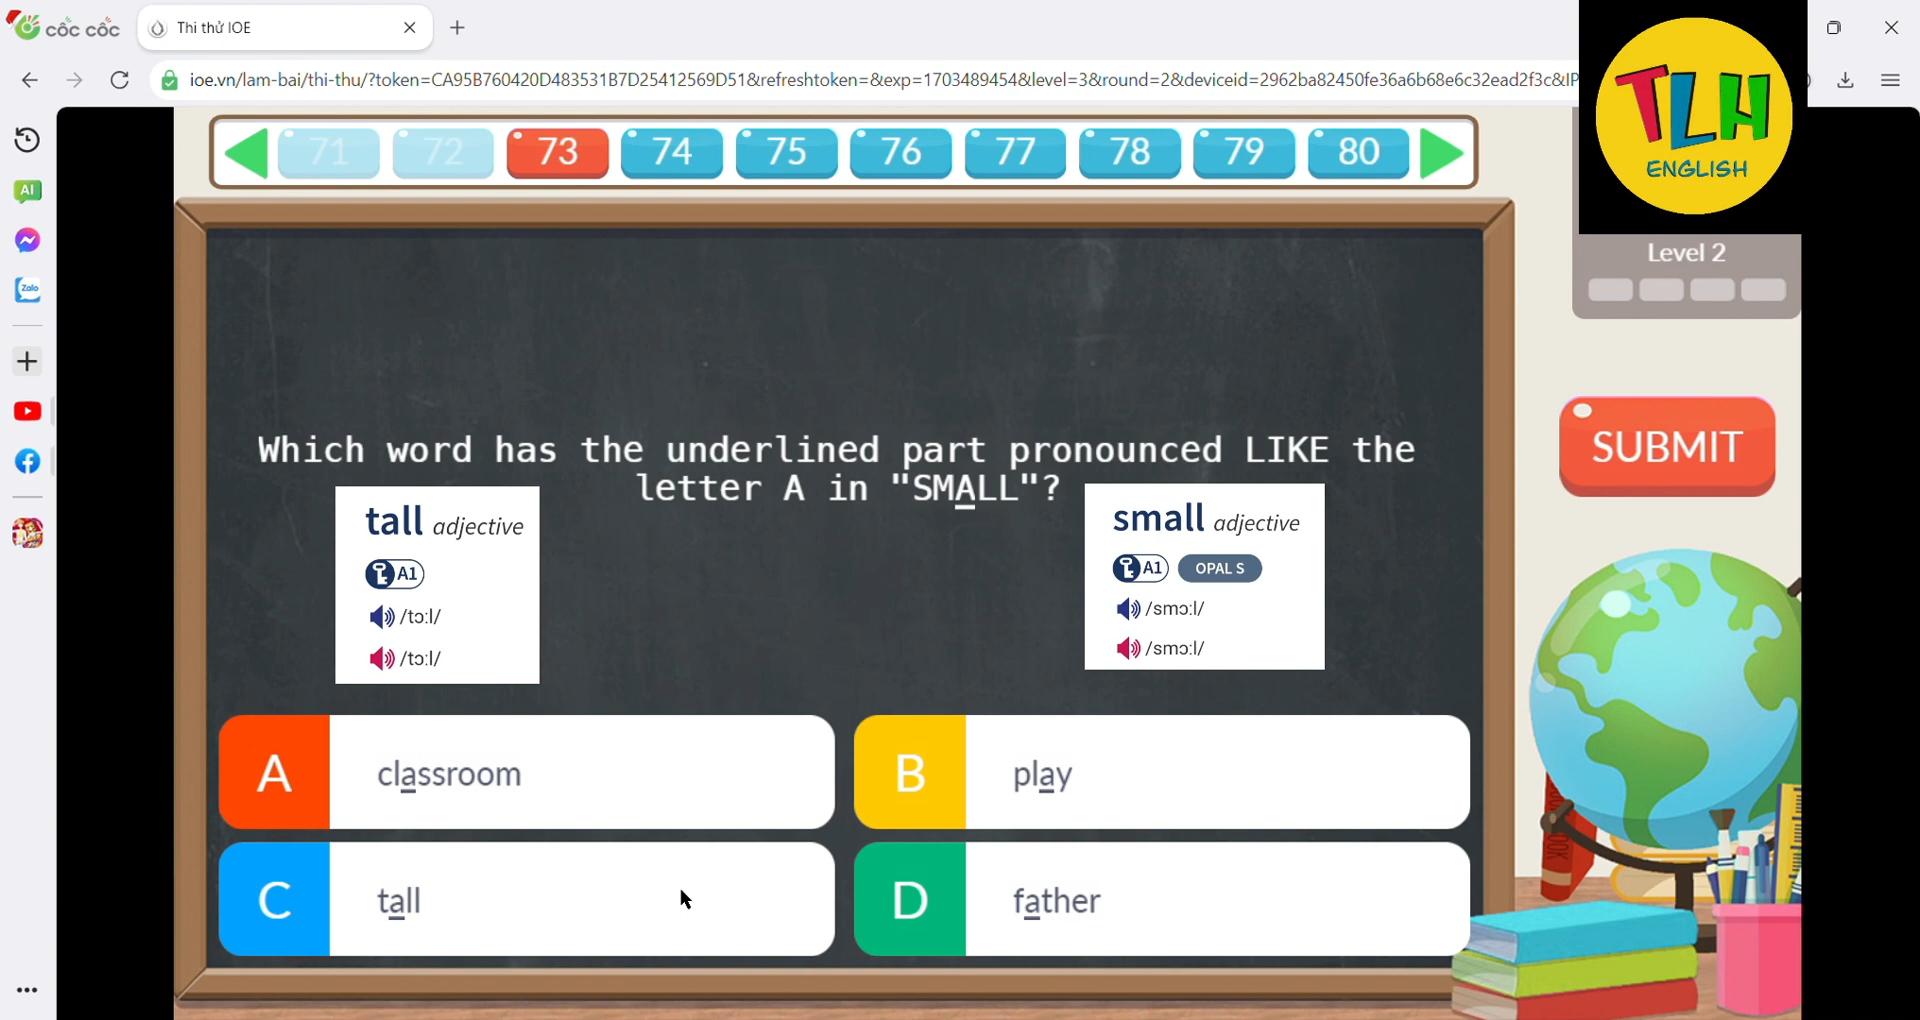 cốc cốc
Thi thử IOE
ioe.vn/lam-bai/thi-thu/?token=CA95B760420D483531B7D25412569D51&refreshtoken=&exp=1703489454&level=3&round=2&deviceid=2962ba82450fe36a6b68e6c32ead2f3c&IP
TLH
ENGLISH
AI
Zalo
71 72 73 74 75 76 77 78 79 80
Level 2
Which word has the underlined part pronounced LIKE the
letter A in "SMALL"?
tall adjective
A1
/tɔːl/
/tɔːl/
small adjective
A1 OPAL S
/smɔːl/
/smɔːl/
SUBMIT
A classroom
B play
C tall
D father